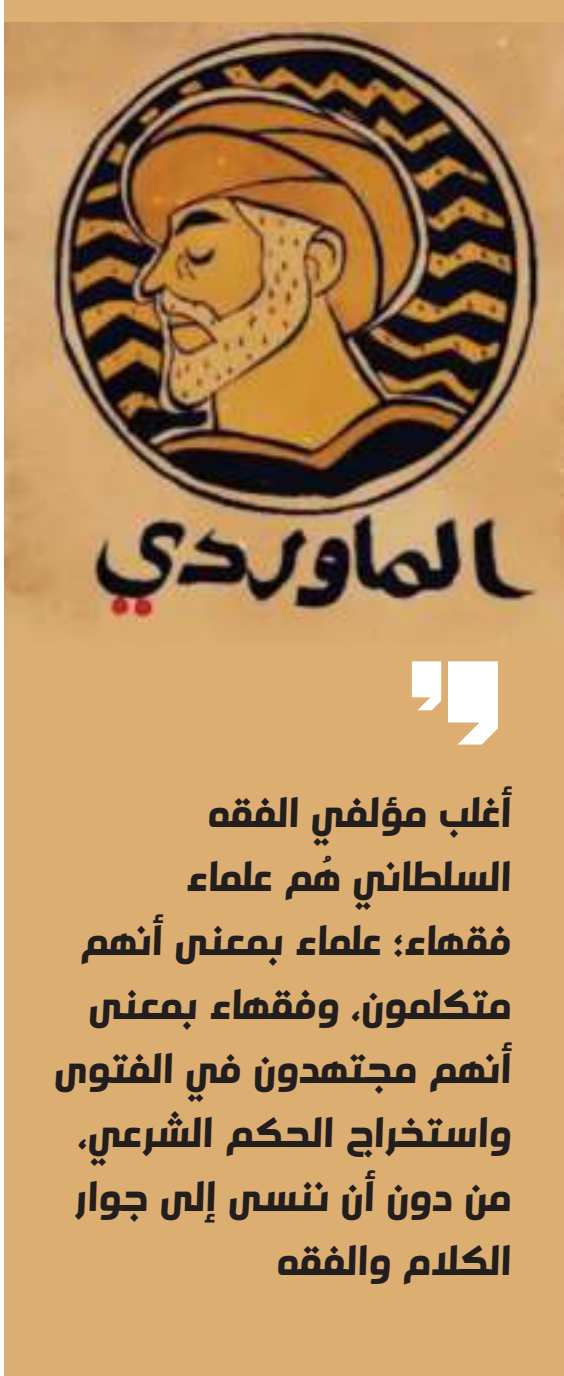 الماوردي
أغلب مؤلفي الفقه
السلطاني هُم علماء
فقهاء؛ علماء بمعنى أنهم
متكلمون، وفقهاء بمعنى
أنهم مجتهدون في الفتوى
واستخراج الحكم الشرعي،
من دون أن ننسى إلى جوار
الكلام والفقه